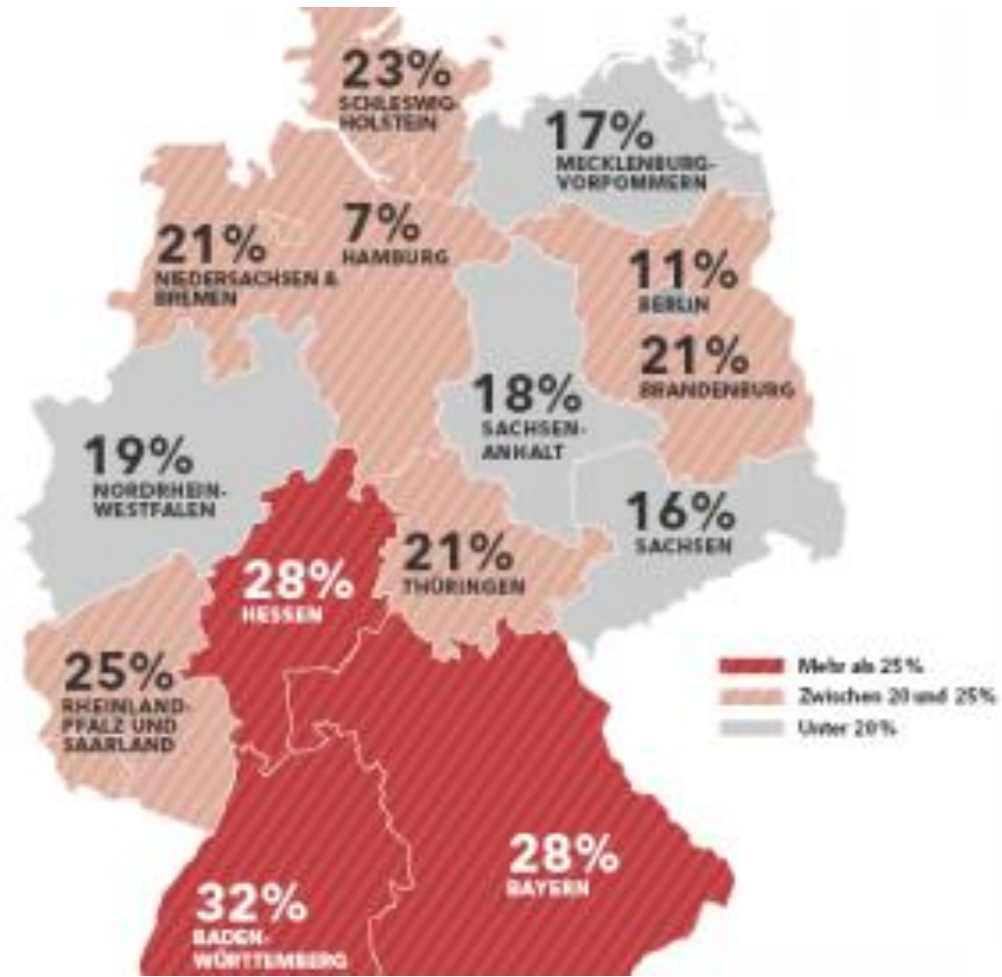 23%
SCHLESWIG-
HOLSTEIN
17%
MECKLENBURG-
VORPOMMERN
7%
HAMBURG
21%
NIEDERSACHSEN &
BREMEN
11%
BERLIN
21%
BRANDENBURG
18%
SACHSEN-
ANHALT
19%
NORDRHEIN-
WESTFALEN
16%
SACHSEN
21%
THÜRINGEN
28%
HESSEN
25%
RHEINLAND-
PFALZ UND
SAARLAND
Mehr als 25%
Zwischen 20 und 25%
Unter 20%
28%
BAYERN
32%
BADEN-
WÜRTTEMBERG